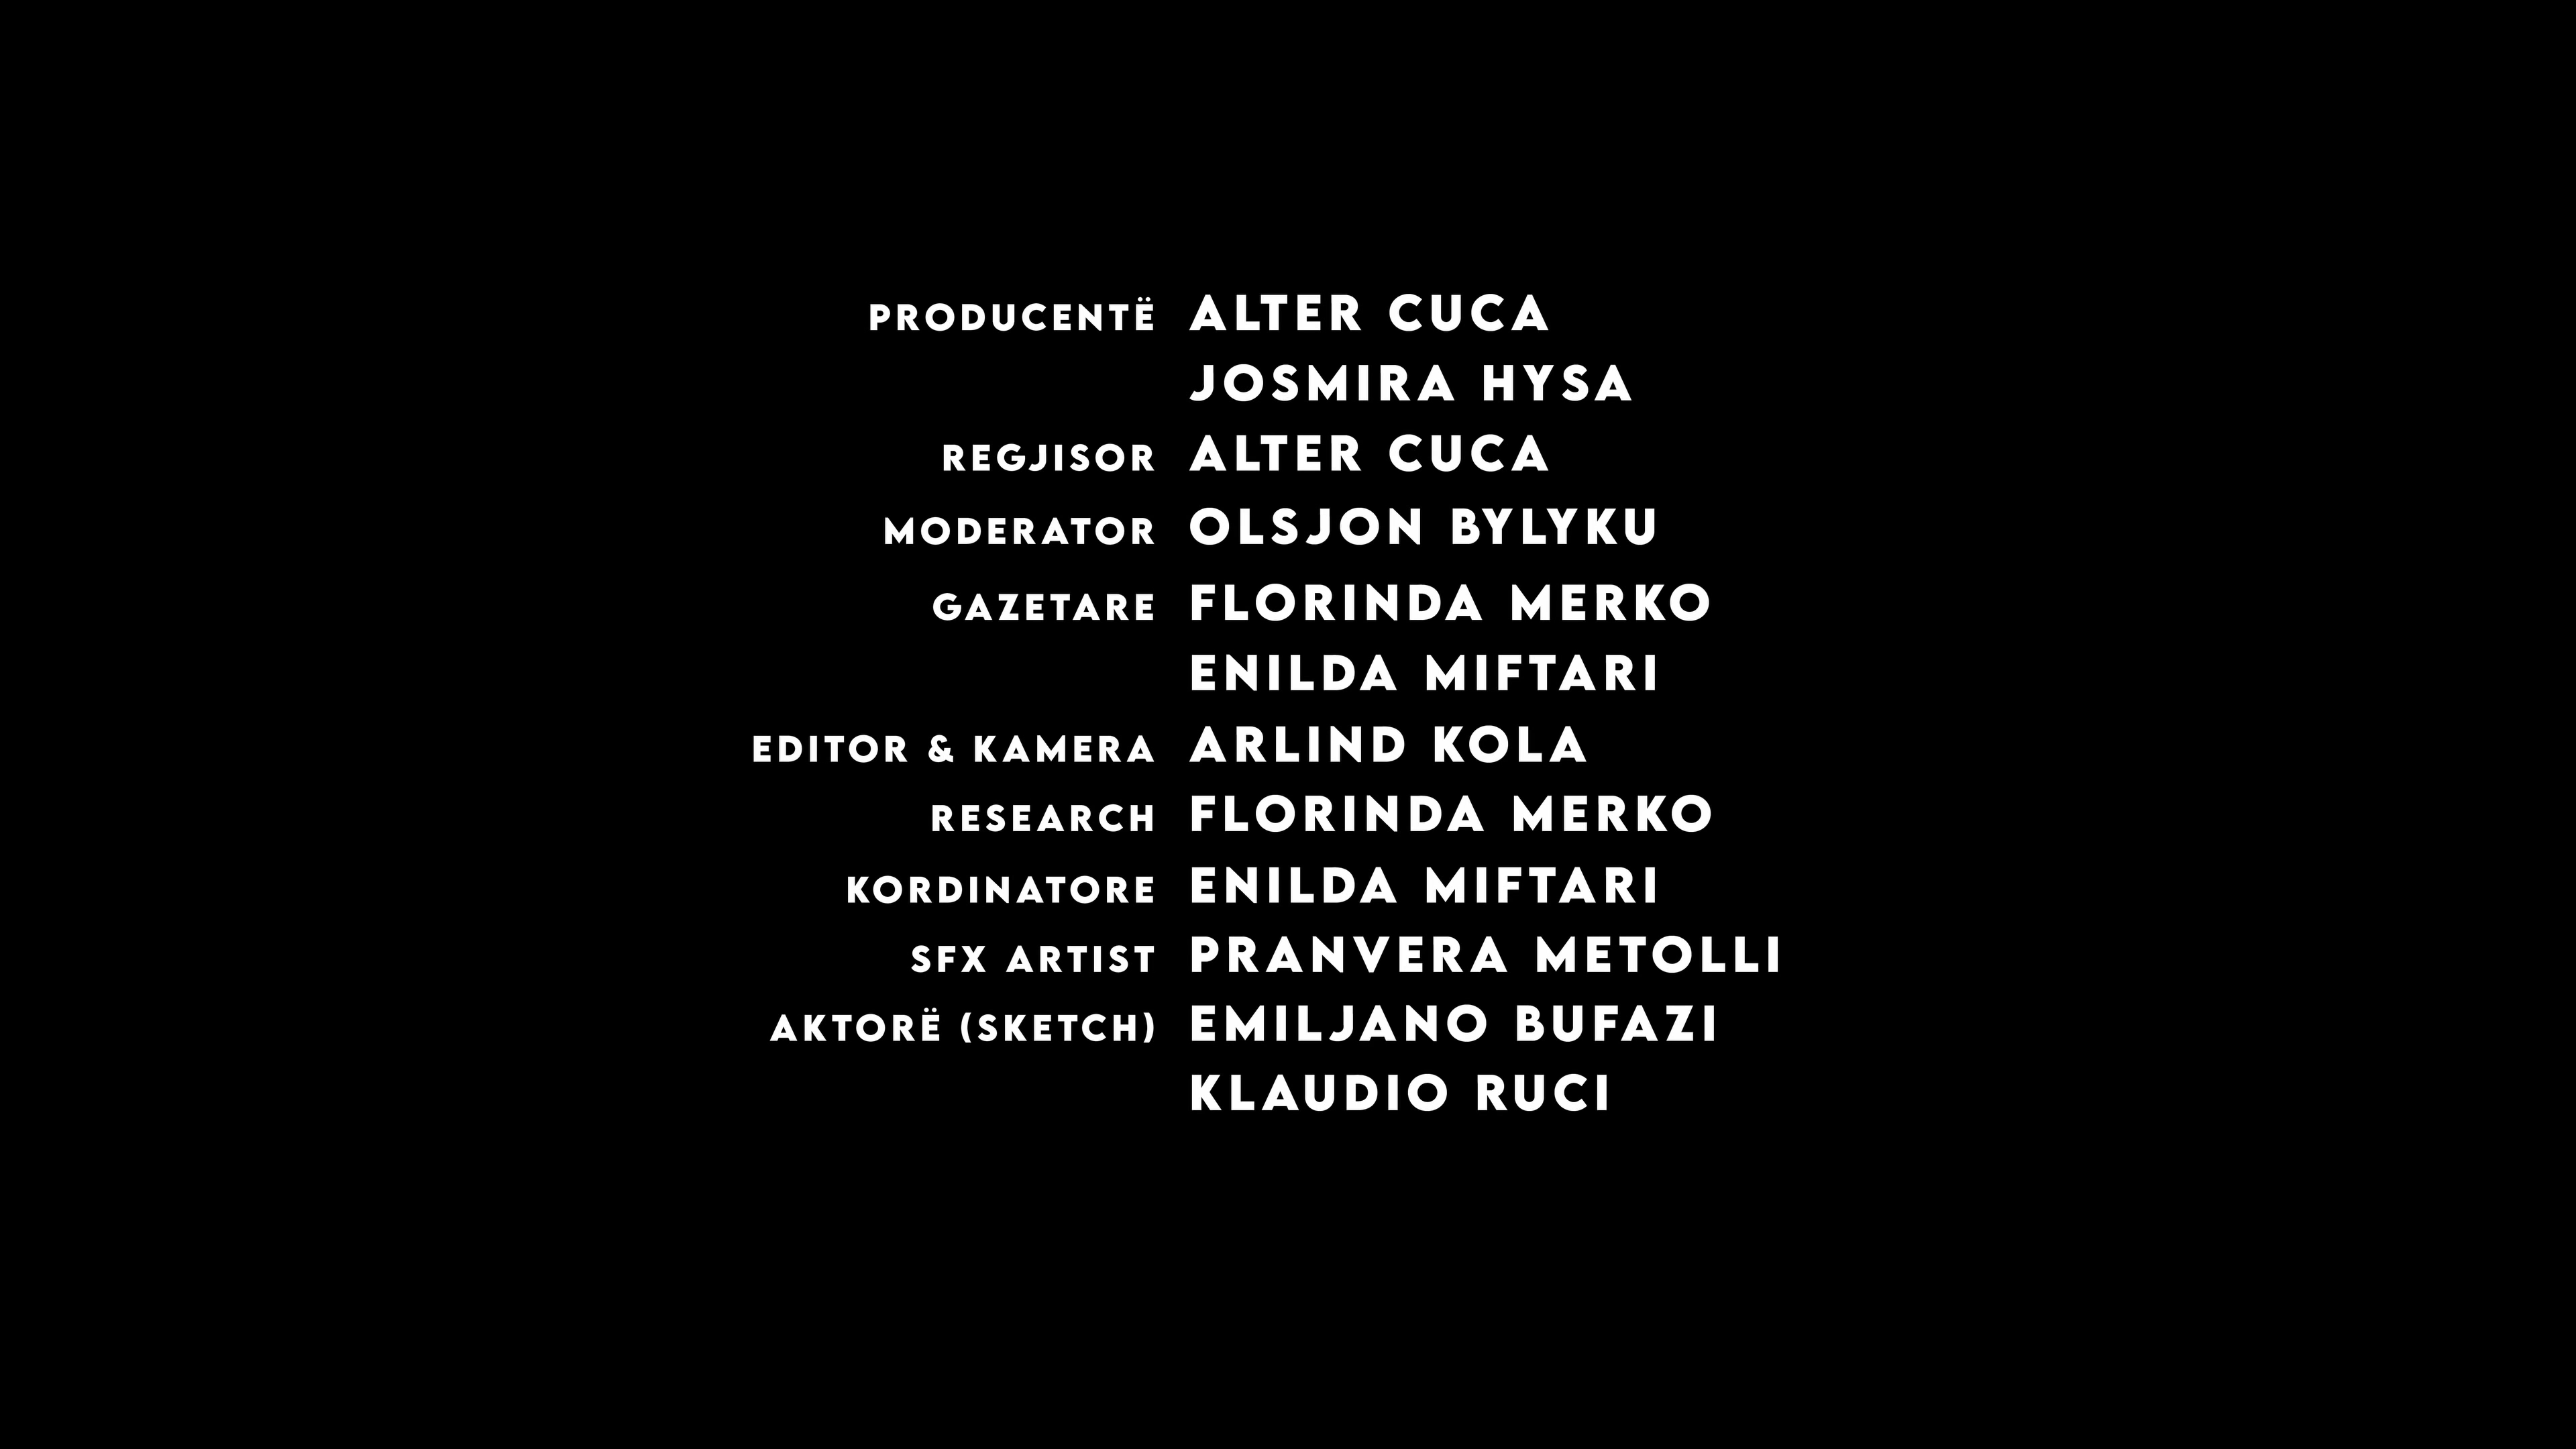 PRODUCENTË ALTER CUCA
JOSMIRA HYSA
REGJISOR ALTER CUCA
MODERATOR OLSJON BYLYKU
GAZETARE FLORINDA MERKO
ENILDA MIFTARI
EDITOR & KAMERA ARLIND KOLA
RESEARCH FLORINDA MERKO
KORDINATORE ENILDA MIFTARI
SFX ARTIST PRANVERA METOLLI
AKTORË (SKETCH) EMILJANO BUFAZI
KLAUDIO RUCI